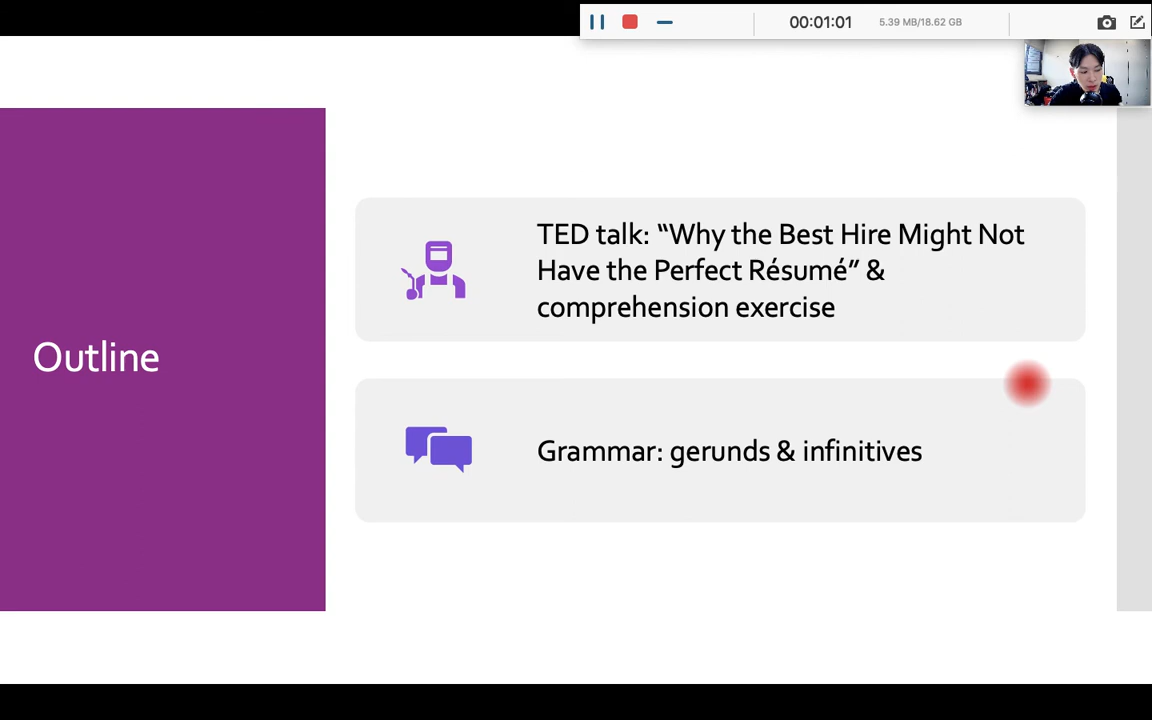 00:01:01 5.39 MB/18.62 GB
Outline
TED talk: “Why the Best Hire Might Not
Have the Perfect Résumé” &
comprehension exercise
Grammar: gerunds & infinitives